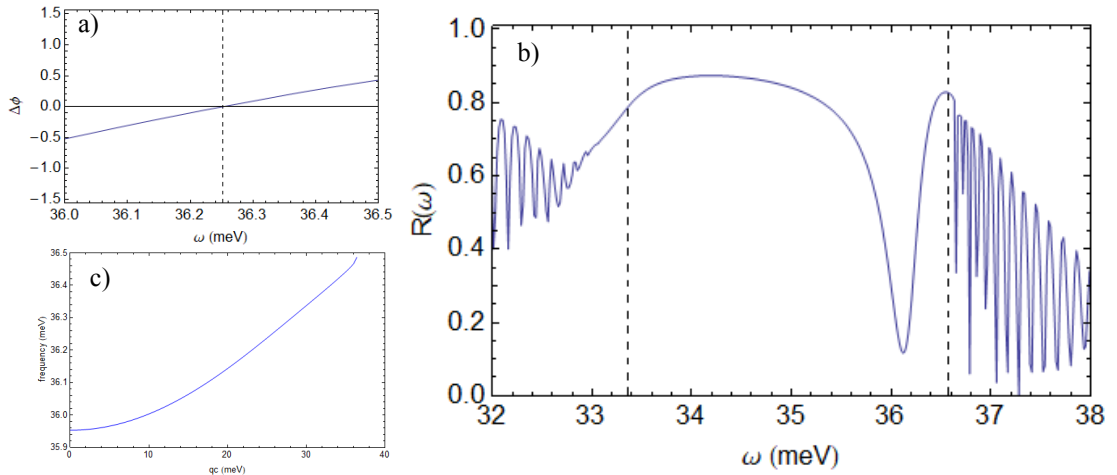 a)
1.5
1.0
0.5
0.0
−0.5
−1.0
−1.5
Δϕ
36.0 36.1 36.2 36.3 36.4 36.5
ω (meV)
c)
36.5
36.4
36.3
36.2
36.1
36.0
35.9
frequency (meV)
0 10 20 30 40
qc (meV)
b)
1.0
0.8
0.6
0.4
0.2
0.0
R(ω)
32 33 34 35 36 37 38
ω (meV)